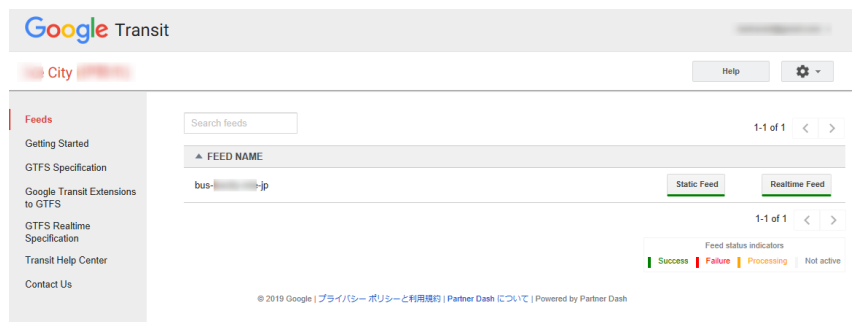 Google Transit
City
Help
Feeds
Getting Started
GTFS Specification
Google Transit Extensions
to GTFS
GTFS Realtime
Specification
Transit Help Center
Contact Us
Search feeds
1-1 of 1
FEED NAME
bus- -jp
Static Feed
Realtime Feed
1-1 of 1
Feed status indicators
Success
Failure
Processing
Not active
© 2019 Google | プライバシー ポリシーと利用規約 | Partner Dash について | Powered by Partner Dash